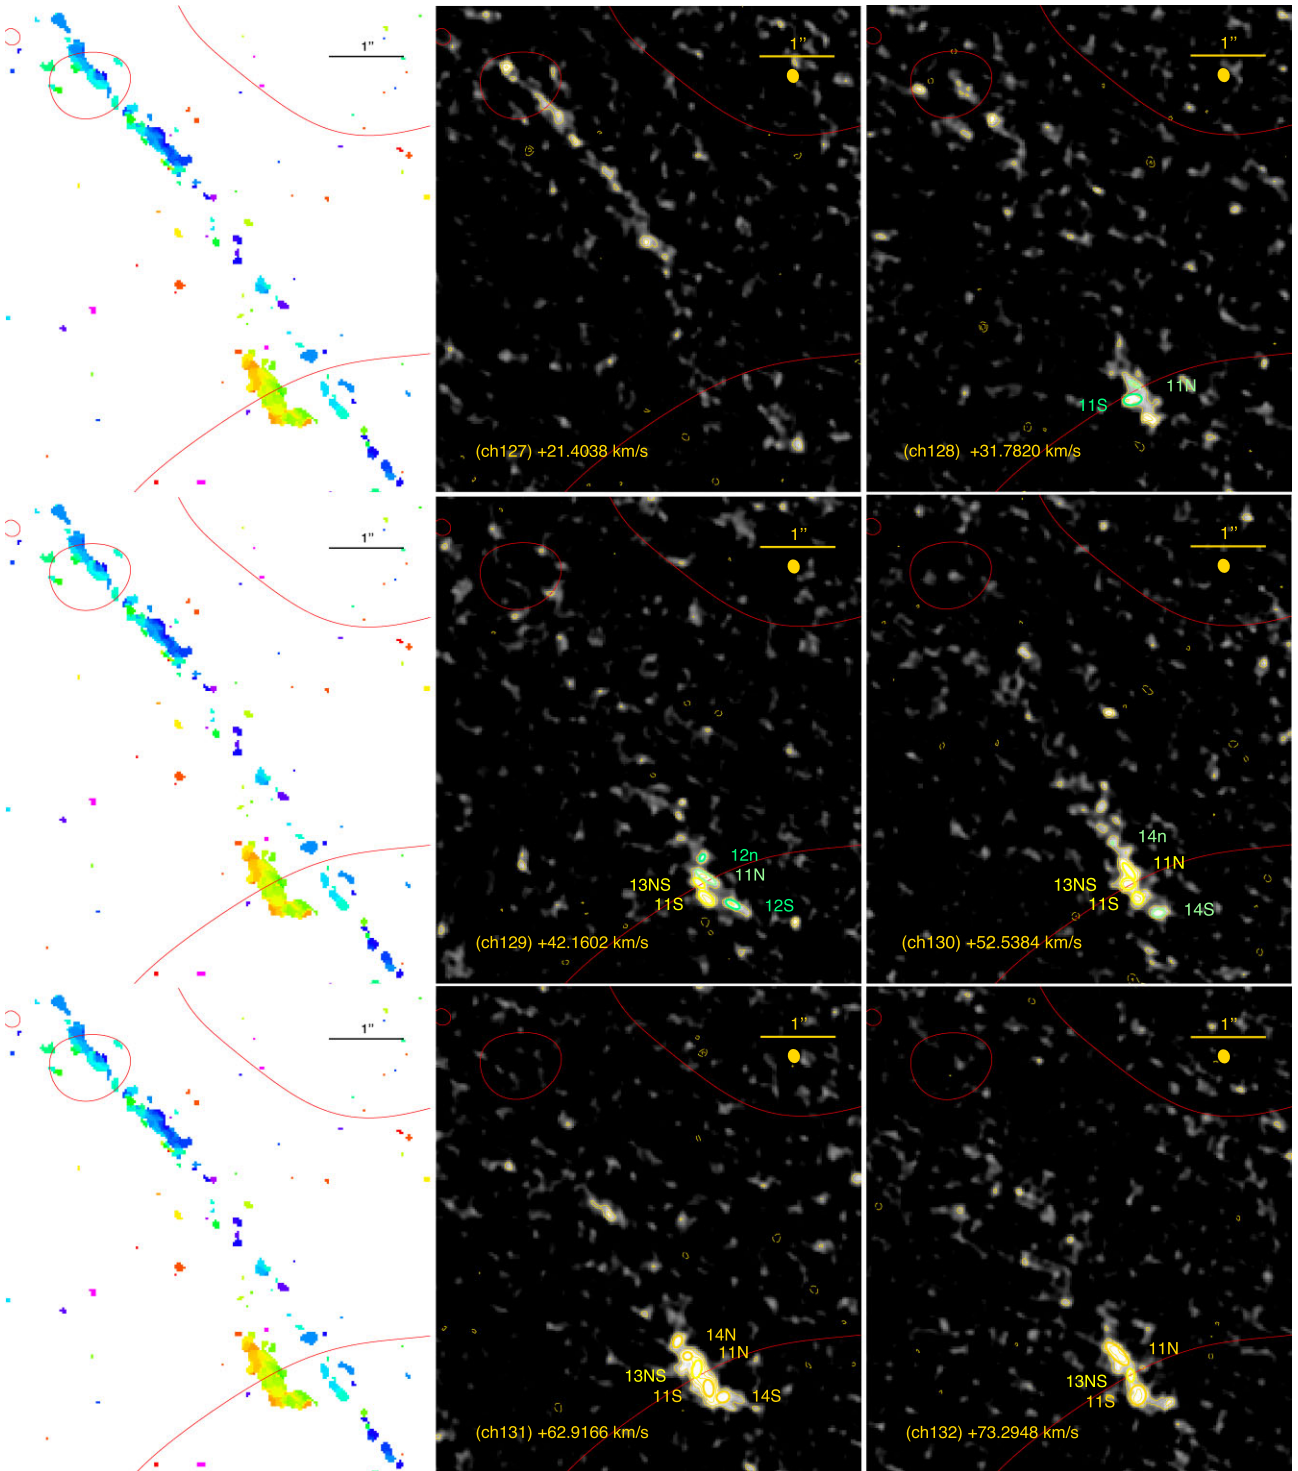 1"
1"
1"
11N
11S
(ch127) +21.4038 km/s
(ch128) +31.7820 km/s
1"
1"
1"
14n
12n
11N
11N
13NS
13NS
11S
12S
11S
14S
(ch129) +42.1602 km/s
(ch130) +52.5384 km/s
1"
1"
1"
14N
11N
11N
13NS
13NS
11S
14S
11S
(ch131) +62.9166 km/s
(ch132) +73.2948 km/s